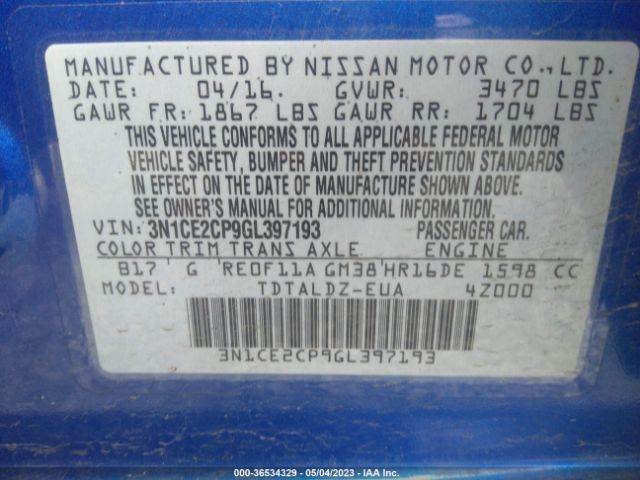 MANUFACTURED BY NISSAN MOTOR CO., LTD.
DATE: 04/16. GVWR: 3470 LBS
GAWR FR: 1867 LBS GAWR RR: 1704 LBS
THIS VEHICLE CONFORMS TO ALL APPLICABLE FEDERAL MOTOR
VEHICLE SAFETY, BUMPER AND THEFT PREVENTION STANDARDS
IN EFFECT ON THE DATE OF MANUFACTURE SHOWN ABOVE.
SEE OWNER'S MANUAL FOR ADDITIONAL INFORMATION.
VIN: 3N1CE2CP9GL397193 PASSENGER CAR.
COLOR TRIM TRANS AXLE ENGINE
B17 G RE0F11A GM38 HR16DE 1598 CC
MODEL: TDTALDZ-EUA 4Z000
3N1CE2CP9GL397193
000-36534329 - 05/04/2023 - IAA Inc.